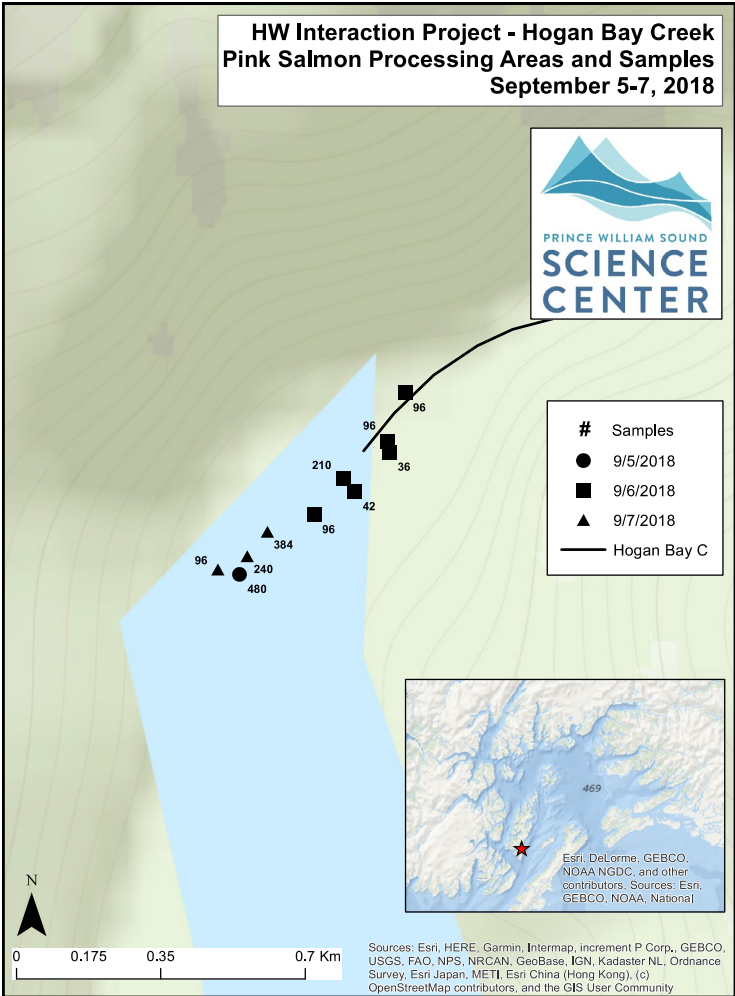 HW Interaction Project - Hogan Bay Creek
Pink Salmon Processing Areas and Samples
September 5-7, 2018
PRINCE WILLIAM SOUND
SCIENCE
CENTER
96
96
36
210
42
96
384
96
240
480
# Samples
9/5/2018
9/6/2018
9/7/2018
Hogan Bay C
469
Esri, DeLorme, GEBCO,
NOAA NGDC, and other
contributors, Sources: Esri,
GEBCO, NOAA, National
N
0 0.175 0.35 0.7 Km
Sources: Esri, HERE, Garmin, Intermap, increment P Corp., GEBCO,
USGS, FAO, NPS, NRCAN, GeoBase, IGN, Kadaster NL, Ordnance
Survey, Esri Japan, METI, Esri China (Hong Kong), (c)
OpenStreetMap contributors, and the GIS User Community